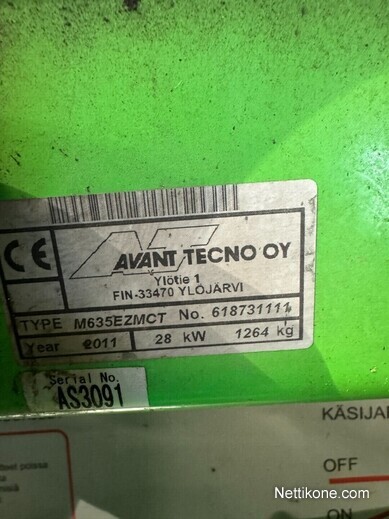 CE AVANT TECNO OY
Ylötie 1
FIN-33470 YLÖJÄRVI
TYPE M635EZMCT No. 618731111
Year 2011 28 kW 1264 kg
Serial No.
AS3091
KÄSIJA
OFF
ON
Nettikone.com